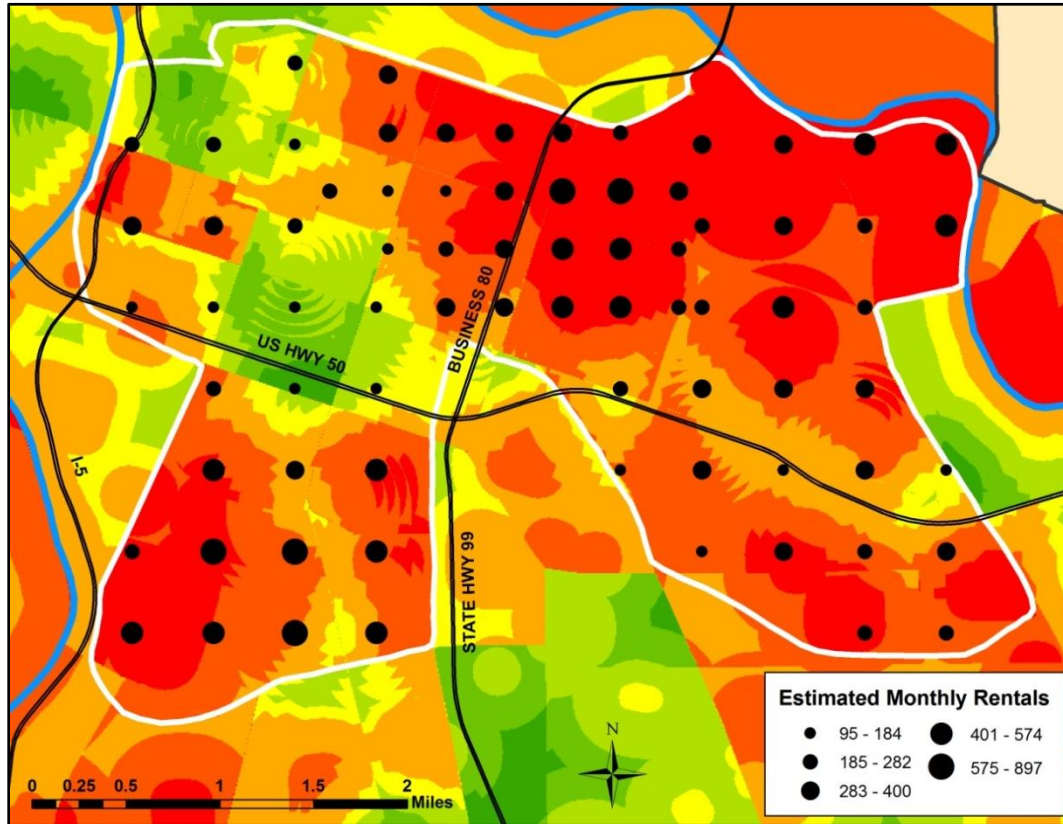 BUSINESS 80
US HWY 50
I-5
STATE HWY 99
N
0 0.25 0.5 1 1.5 2
Miles
Estimated Monthly Rentals
95 - 184
185 - 282
283 - 400
401 - 574
575 - 897